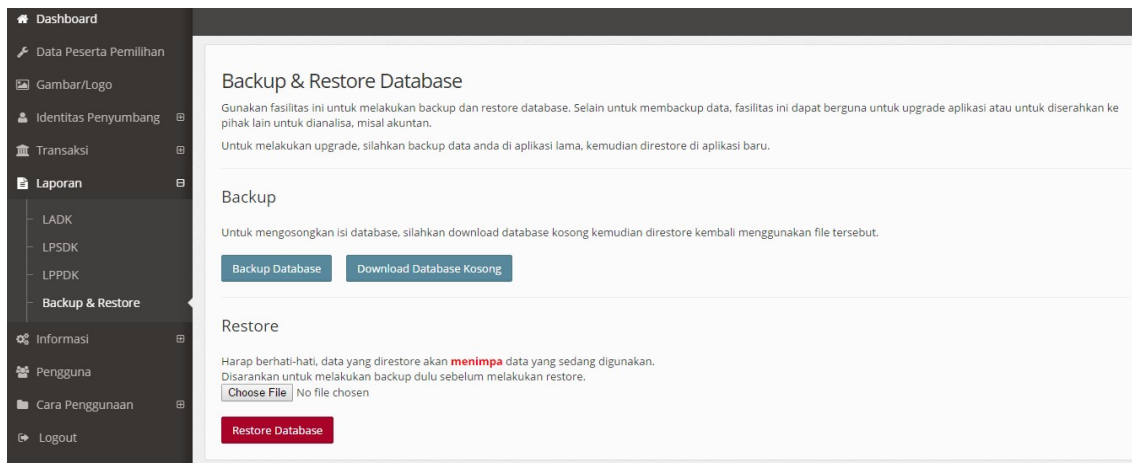 Dashboard
Data Peserta Pemilihan
Gambar/Logo
Identitas Penyumbang
Transaksi
Laporan
LADK
LPSDK
LPPDK
Backup & Restore
Informasi
Pengguna
Cara Penggunaan
Logout
Backup & Restore Database
Gunakan fasilitas ini untuk melakukan backup dan restore database. Selain untuk membackup data, fasilitas ini dapat berguna untuk upgrade aplikasi atau untuk diserahkan ke
pihak lain untuk dianalisa, misal akuntan.
Untuk melakukan upgrade, silahkan backup data anda di aplikasi lama, kemudian direstore di aplikasi baru.
Backup
Untuk mengosongkan isi database, silahkan download database kosong kemudian direstore kembali menggunakan file tersebut.
Backup Database Download Database Kosong
Restore
Harap berhati-hati, data yang direstore akan menimpa data yang sedang digunakan.
Disarankan untuk melakukan backup dulu sebelum melakukan restore.
Choose File No file chosen
Restore Database